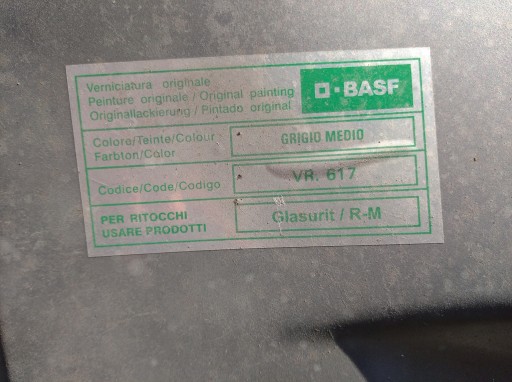 Verniciatura originale
Peinture originale / Original painting
Originallackierung / Pintado original
BASF
Coloro/Teinte/Colour
Farbton/Color
GRIGIO MEDIO
Codice/Code/Codigo
VR. 617
PER RITOCCHI
USARE PRODOTTI
Glasurit / R-M